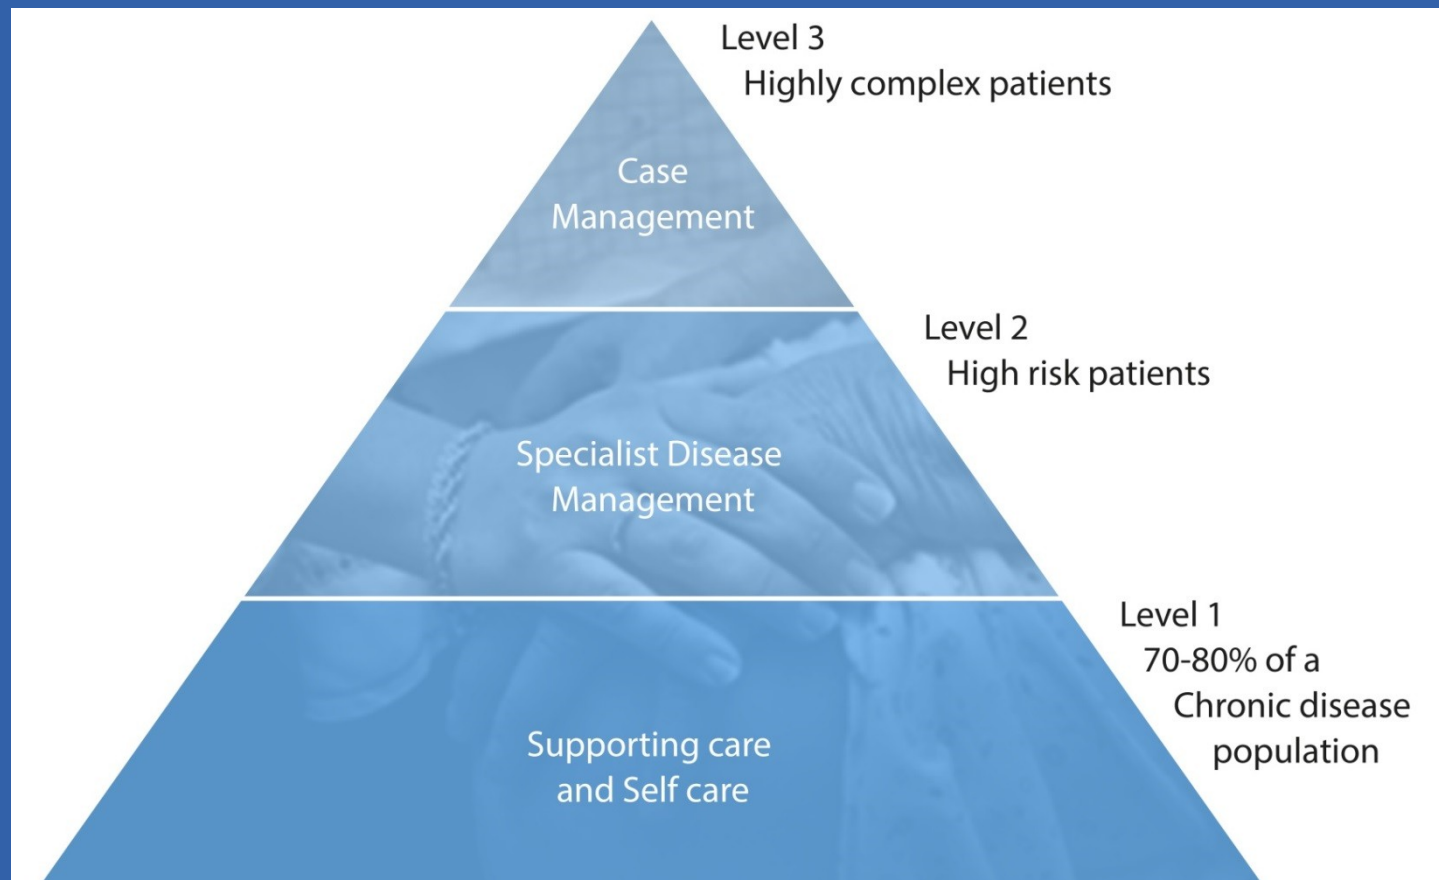 Level 3
Highly complex patients
Case
Management
Level 2
High risk patients
Specialist Disease
Management
Level 1
70-80% of a
Chronic disease
population
Supporting care
and Self care